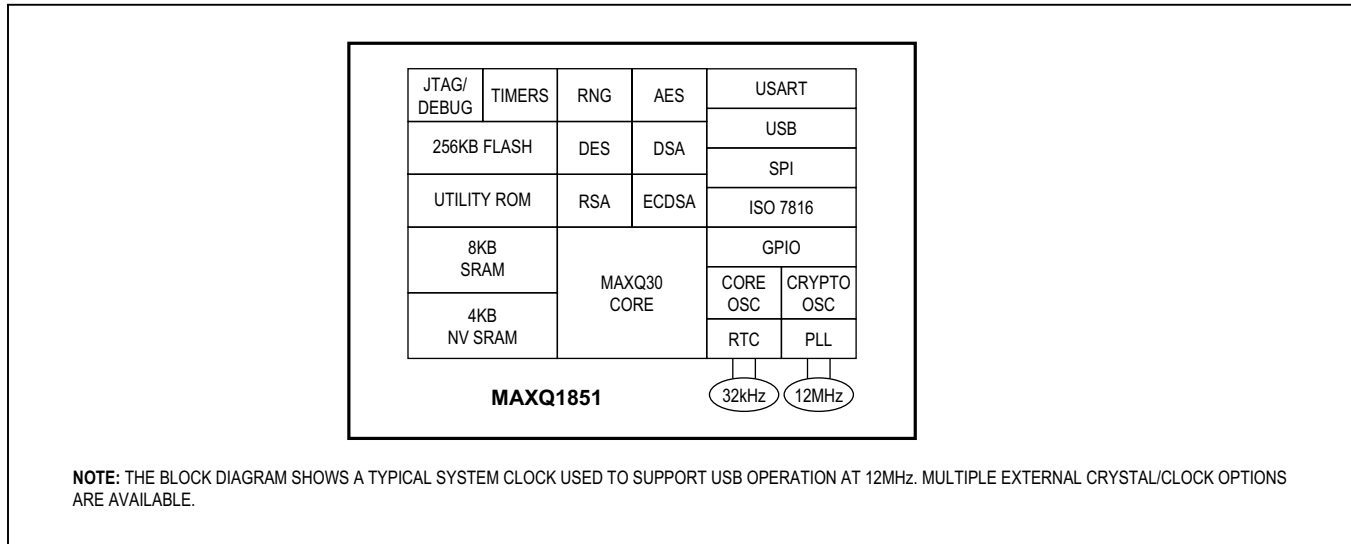 JTAG/
DEBUG
TIMERS
RNG
AES
USART
USB
256KB FLASH
DES
DSA
SPI
UTILITY ROM
RSA
ECDSA
ISO 7816
8KB
SRAM
MAXQ30
CORE
GPIO
CORE
OSC
CRYPTO
OSC
4KB
NV SRAM
RTC
PLL
MAXQ1851
32kHz
12MHz
NOTE: THE BLOCK DIAGRAM SHOWS A TYPICAL SYSTEM CLOCK USED TO SUPPORT USB OPERATION AT 12MHz. MULTIPLE EXTERNAL CRYSTAL/CLOCK OPTIONS
ARE AVAILABLE.